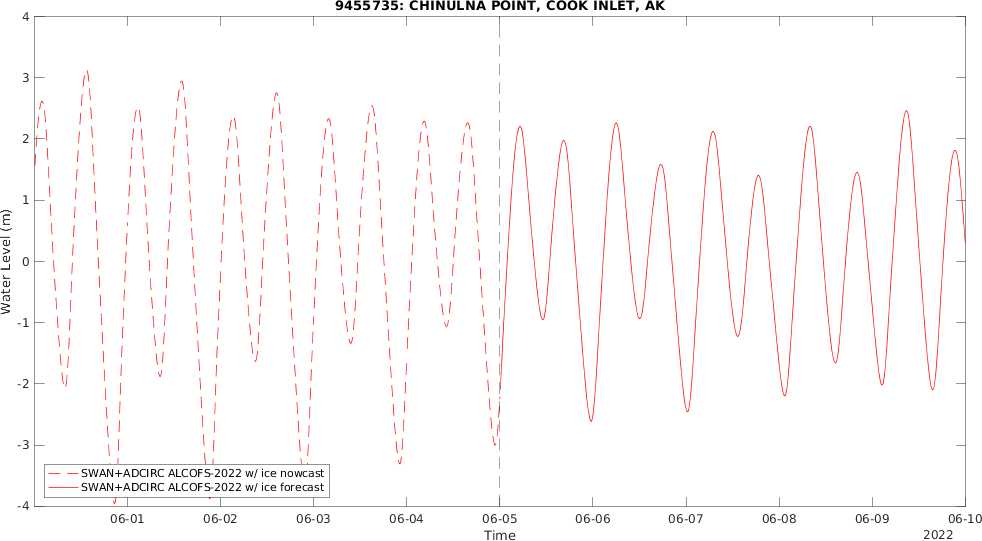 9455735: CHINULNA POINT, COOK INLET, AK
4
3
2
1
0
-1
-2
-3
-4
Water Level (m)
SWAN+ADCIRC ALCOFS-2022 w/ ice nowcast
SWAN+ADCIRC ALCOFS-2022 w/ ice forecast
06-01 06-02 06-03 06-04 06-05 06-06 06-07 06-08 06-09 06-10
Time
2022